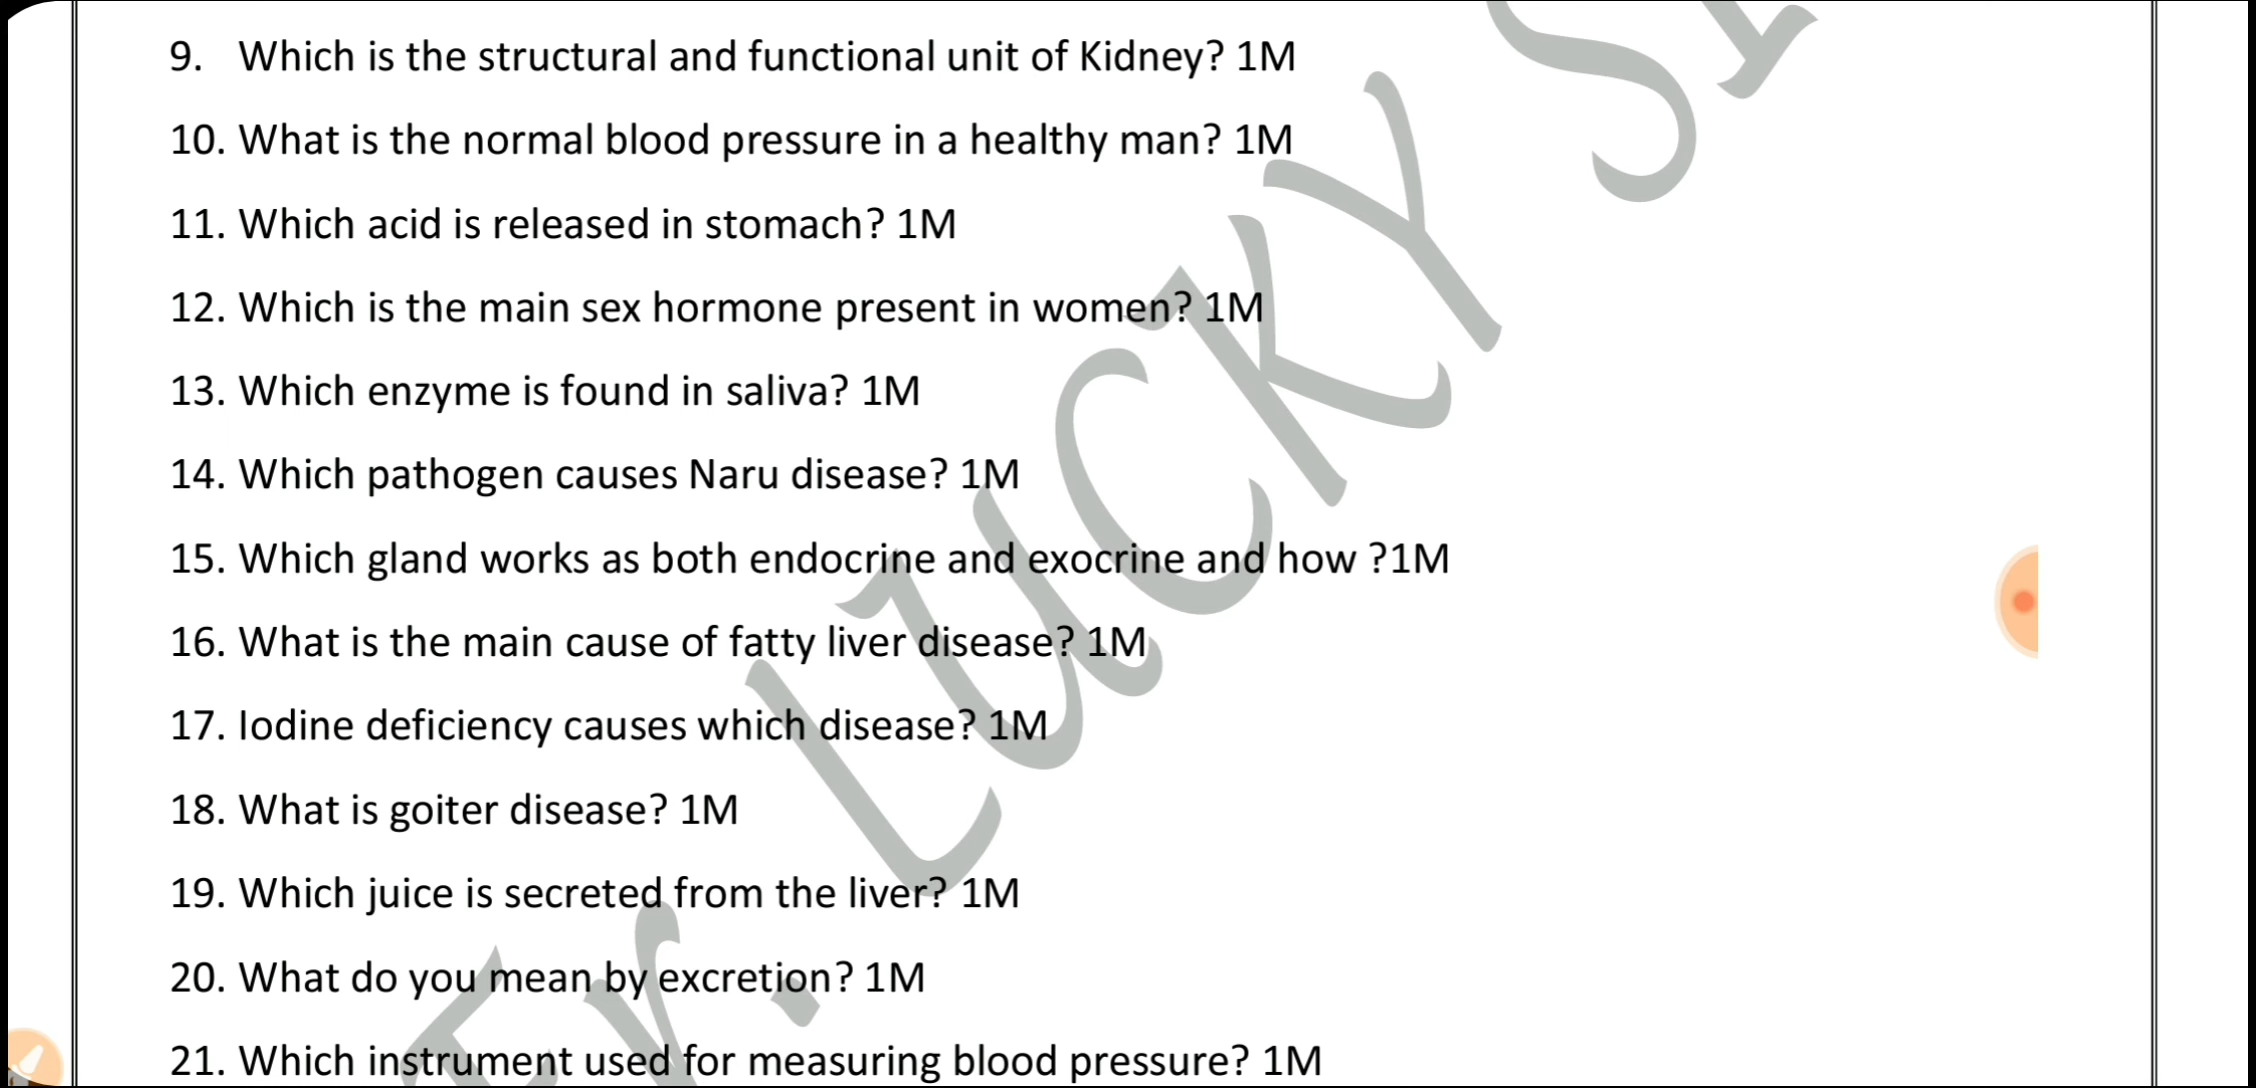 9. Which is the structural and functional unit of Kidney? 1M
10. What is the normal blood pressure in a healthy man? 1M
11. Which acid is released in stomach? 1M
12. Which is the main sex hormone present in women? 1M
13. Which enzyme is found in saliva? 1M
14. Which pathogen causes Naru disease? 1M
15. Which gland works as both endocrine and exocrine and how ?1M
16. What is the main cause of fatty liver disease? 1M
17. Iodine deficiency causes which disease? 1M
18. What is goiter disease? 1M
19. Which juice is secreted from the liver? 1M
20. What do you mean by excretion? 1M
21. Which instrument used for measuring blood pressure? 1M
Er. LUCKY